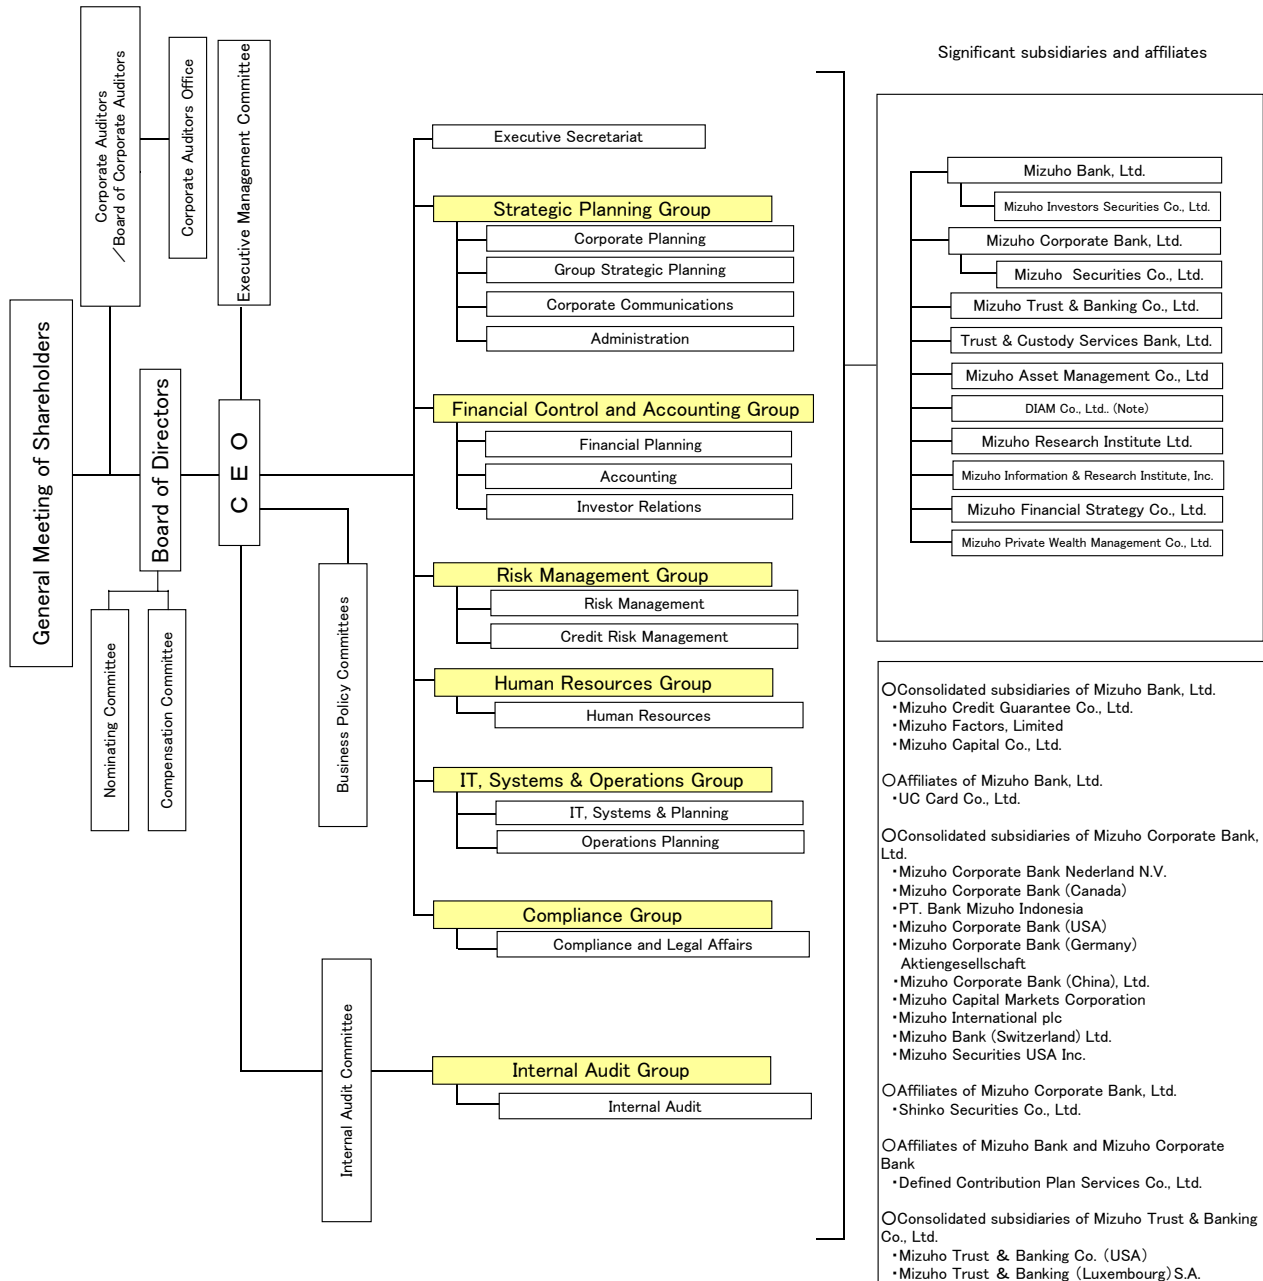 General Meeting of Shareholders
Corporate Auditors
／Board of Corporate Auditors
Corporate Auditors Office
Executive Management Committee
Board of Directors
ＣＥＯ
Nominating Committee
Compensation Committee
Business Policy Committees
Internal Audit Committee
Executive Secretariat
Strategic Planning Group
Corporate Planning
Group Strategic Planning
Corporate Communications
Administration
Financial Control and Accounting Group
Financial Planning
Accounting
Investor Relations
Risk Management Group
Risk Management
Credit Risk Management
Human Resources Group
Human Resources
IT, Systems & Operations Group
IT, Systems & Planning
Operations Planning
Compliance Group
Compliance and Legal Affairs
Internal Audit Group
Internal Audit
Significant subsidiaries and affiliates
Mizuho Bank, Ltd.
Mizuho Investors Securities Co., Ltd.
Mizuho Corporate Bank, Ltd.
Mizuho Securities Co., Ltd.
Mizuho Trust & Banking Co., Ltd.
Trust & Custody Services Bank, Ltd.
Mizuho Asset Management Co., Ltd
DIAM Co., Ltd.. (Note)
Mizuho Research Institute Ltd.
Mizuho Information & Research Institute, Inc.
Mizuho Financial Strategy Co., Ltd.
Mizuho Private Wealth Management Co., Ltd.
○Consolidated subsidiaries of Mizuho Bank, Ltd.
・Mizuho Credit Guarantee Co., Ltd.
・Mizuho Factors, Limited
・Mizuho Capital Co., Ltd.
○Affiliates of Mizuho Bank, Ltd.
・UC Card Co., Ltd.
○Consolidated subsidiaries of Mizuho Corporate Bank,
Ltd.
・Mizuho Corporate Bank Nederland N.V.
・Mizuho Corporate Bank (Canada)
・PT. Bank Mizuho Indonesia
・Mizuho Corporate Bank (USA)
・Mizuho Corporate Bank (Germany)
Aktiengesellschaft
・Mizuho Corporate Bank (China), Ltd.
・Mizuho Capital Markets Corporation
・Mizuho International plc
・Mizuho Bank (Switzerland) Ltd.
・Mizuho Securities USA Inc.
○Affiliates of Mizuho Corporate Bank, Ltd.
・Shinko Securities Co., Ltd.
○Affiliates of Mizuho Bank and Mizuho Corporate
Bank
・Defined Contribution Plan Services Co., Ltd.
○Consolidated subsidiaries of Mizuho Trust & Banking
Co., Ltd.
・Mizuho Trust & Banking Co. (USA)
・Mizuho Trust & Banking (Luxembourg) S.A.